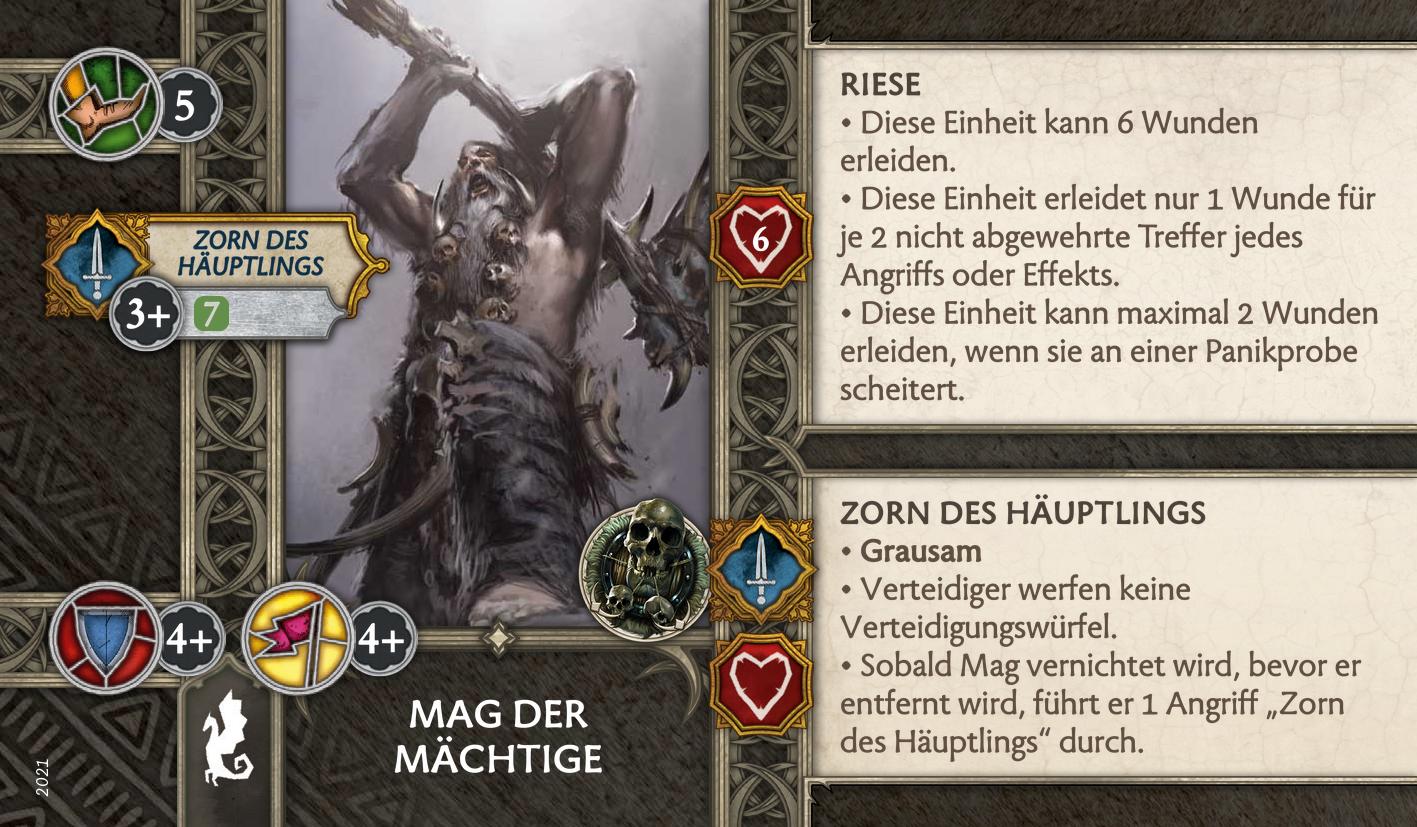 5
ZORN DES
HÄUPTLINGS
3+
7
4+
4+
MAG DER
MÄCHTIGE
2021
6
RIESE
• Diese Einheit kann 6 Wunden
erleiden.
• Diese Einheit erleidet nur 1 Wunde für
je 2 nicht abgewehrte Treffer jedes
Angriffs oder Effekts.
• Diese Einheit kann maximal 2 Wunden
erleiden, wenn sie an einer Panikprobe
scheitert.
ZORN DES HÄUPTLINGS
• Grausam
• Verteidiger werfen keine
Verteidigungswürfel.
• Sobald Mag vernichtet wird, bevor er
entfernt wird, führt er 1 Angriff „Zorn
des Häuptlings“ durch.